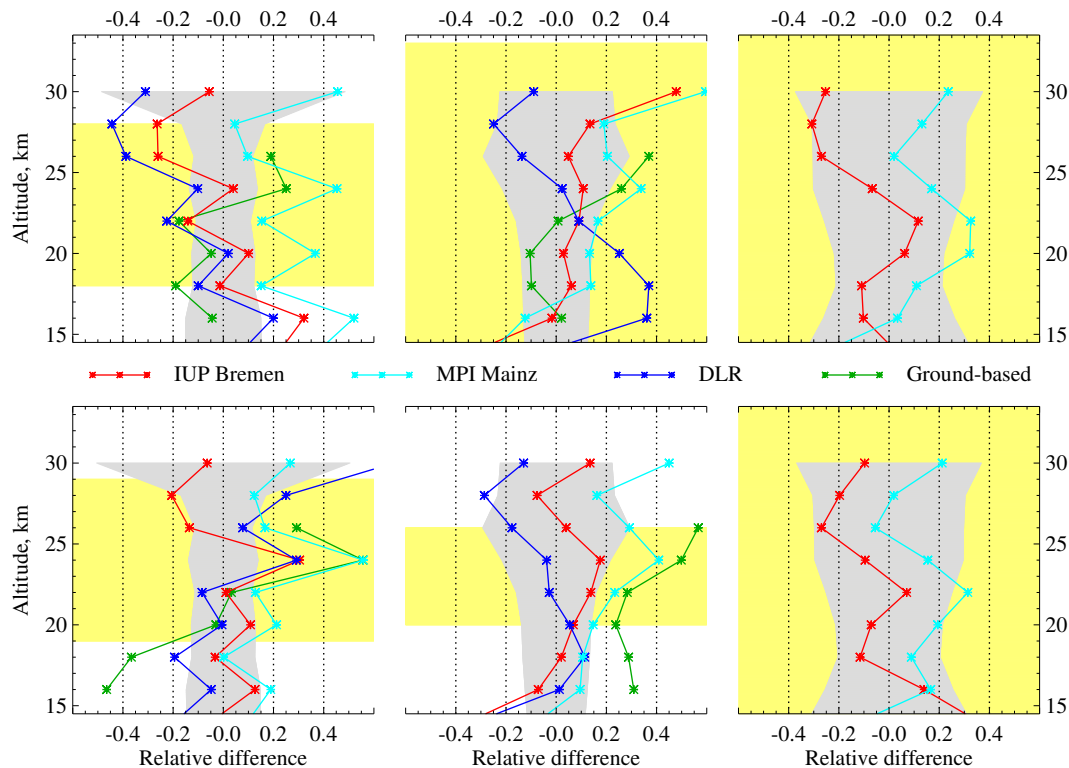 -0.4 -0.2 -0.0 0.2 0.4 -0.4 -0.2 -0.0 0.2 0.4 -0.4 -0.2 -0.0 0.2 0.4
30 30
25 25
20 20
15 15
Altitude, km
IUP Bremen MPI Mainz DLR Ground-based
30 30
25 25
20 20
15 15
Altitude, km
-0.4 -0.2 -0.0 0.2 0.4 -0.4 -0.2 -0.0 0.2 0.4 -0.4 -0.2 -0.0 0.2 0.4
Relative difference Relative difference Relative difference